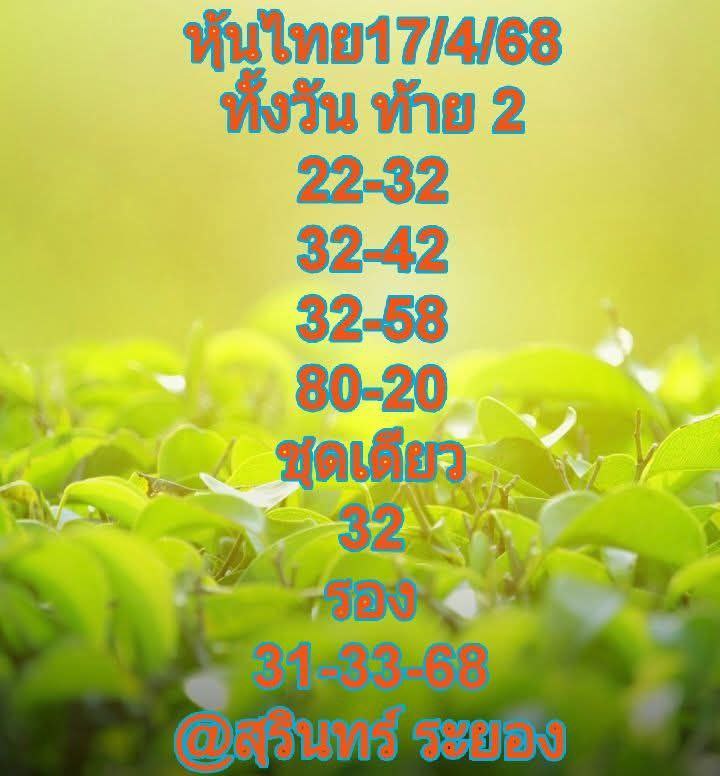 หุ้นไทย17/4/68
ทั้งวัน ท้าย 2
22-32
32-42
32-58
80-20
ชุดเดียว
32
รอง
31-33-68
@สุรินทร์ ระยอง